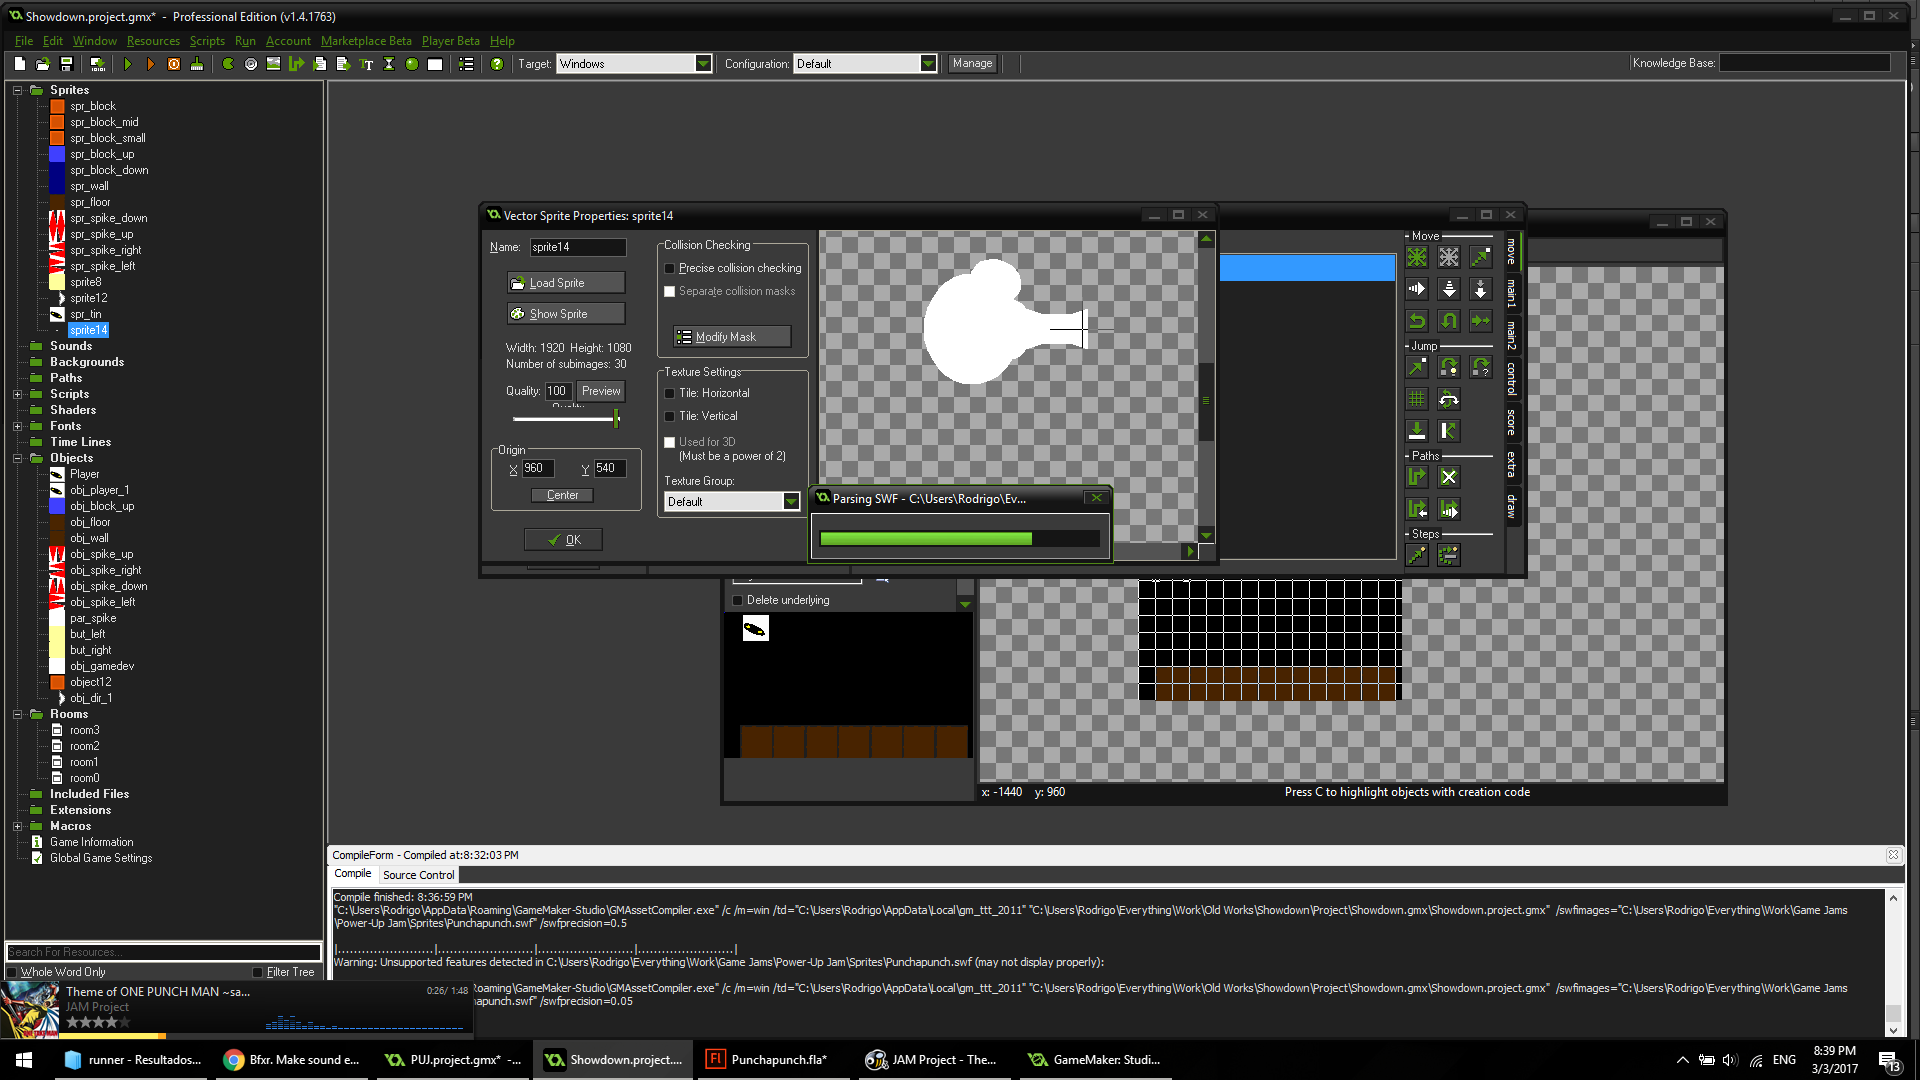 Showdown.project.gmx* - Professional Edition (v1.4.1763)
File Edit Window Resources Scripts Run Account Marketplace Beta Player Beta Help
Target: Windows Configuration: Default Manage Knowledge Base:
Sprites
spr_block
spr_block_mid
spr_block_small
spr_block_up
spr_block_down
spr_wall
spr_floor
spr_spike_down
spr_spike_up
spr_spike_right
spr_spike_left
sprite8
sprite12
spr_tin
sprite14
Sounds
Backgrounds
Paths
Scripts
Shaders
Fonts
Time Lines
Objects
Player
obj_player_1
obj_block_up
obj_floor
obj_wall
obj_spike_up
obj_spike_right
obj_spike_down
obj_spike_left
par_spike
but_left
but_right
obj_gamedev
object12
obj_dir_1
Rooms
room3
room2
room1
room0
Included Files
Extensions
Macros
Game Information
Global Game Settings
Search For Resources...
Whole Word Only Filter Tree
Vector Sprite Properties: sprite14
Name: sprite14
Load Sprite
Show Sprite
Width: 1920 Height: 1080
Number of subimages: 30
Quality: 100 Preview
Origin
X 960 Y 540
Center
OK
Collision Checking
Precise collision checking
Separate collision masks
Modify Mask
Texture Settings
Tile: Horizontal
Tile: Vertical
Used for 3D
(Must be a power of 2)
Texture Group:
Default
Parsing SWF - C:\Users\Rodrigo\Ev...
Move
Jump
Paths
Steps
move
main1
main2
control
score
extra
draw
Delete underlying
x: -1440 y: 960 Press C to highlight objects with creation code
CompileForm - Compiled at:8:32:03 PM
Compile Source Control
Compile finished: 8:36:59 PM
"C:\Users\Rodrigo\AppData\Roaming\GameMaker-Studio\GMAssetCompiler.exe" /c /m=win /td="C:\Users\Rodrigo\AppData\Local\gm_ttt_2011" "C:\Users\Rodrigo\Everything\Work\Old Works\Showdown\Project\Showdown.gmx\Showdown.project.gmx" /swfimages="C:\Users\Rodrigo\Everything\Work\Game Jams
\Power-Up Jam\Sprites\Punchapunch.swf" /swfprecision=0.5
Warning: Unsupported features detected in C:\Users\Rodrigo\Everything\Work\Game Jams\Power-Up Jam\Sprites\Punchapunch.swf (may not display properly):
Roaming\GameMaker-Studio\GMAssetCompiler.exe" /c /m=win /td="C:\Users\Rodrigo\AppData\Local\gm_ttt_2011" "C:\Users\Rodrigo\Everything\Work\Old Works\Showdown\Project\Showdown.gmx\Showdown.project.gmx" /swfimages="C:\Users\Rodrigo\Everything\Work\Game Jams
hapunch.swf" /swfprecision=0.05
Theme of ONE PUNCH MAN ~sa... 0:26/ 1:48
JAM Project
runner - Resultados... Bfxr. Make sound e... PUJ.project.gmx* -... Showdown.project.... Punchapunch.fla* JAM Project - The... GameMaker: Studi... ENG 8:39 PM
3/3/2017 13